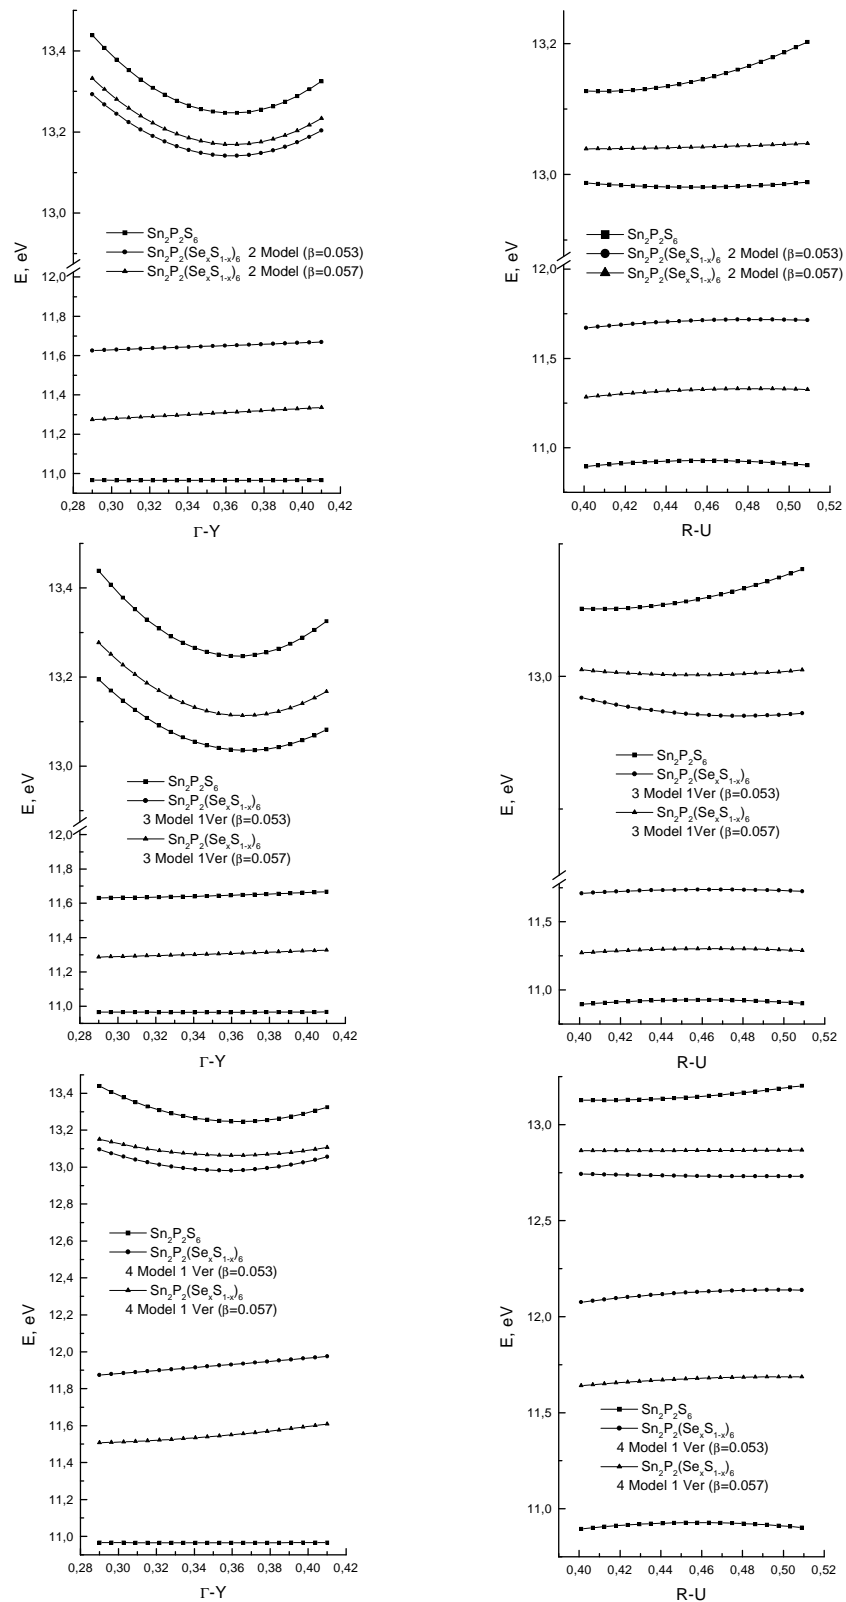 13,4
13,2
13,0
12,0
11,8
11,6
11,4
11,2
11,0
E, eV
Sn₂P₂S₆
Sn₂P₂(SeₓS₁₋ₓ)₆ 2 Model (β=0.053)
Sn₂P₂(SeₓS₁₋ₓ)₆ 2 Model (β=0.057)
0,28 0,30 0,32 0,34 0,36 0,38 0,40 0,42
Γ-Y
13,2
13,0
12,0
11,5
11,0
E, eV
Sn₂P₂S₆
Sn₂P₂(SeₓS₁₋ₓ)₆ 2 Model (β=0.053)
Sn₂P₂(SeₓS₁₋ₓ)₆ 2 Model (β=0.057)
0,40 0,42 0,44 0,46 0,48 0,50 0,52
R-U
13,4
13,2
13,0
12,0
11,8
11,6
11,4
11,2
11,0
E, eV
Sn₂P₂S₆
Sn₂P₂(SeₓS₁₋ₓ)₆
3 Model 1Ver (β=0.053)
Sn₂P₂(SeₓS₁₋ₓ)₆
3 Model 1Ver (β=0.057)
0,28 0,30 0,32 0,34 0,36 0,38 0,40 0,42
Γ-Y
13,0
11,5
11,0
E, eV
Sn₂P₂S₆
Sn₂P₂(SeₓS₁₋ₓ)₆
3 Model 1Ver (β=0.053)
Sn₂P₂(SeₓS₁₋ₓ)₆
3 Model 1Ver (β=0.057)
0,40 0,42 0,44 0,46 0,48 0,50 0,52
R-U
13,4
13,2
13,0
12,8
12,6
12,4
12,2
12,0
11,8
11,6
11,4
11,2
11,0
E, eV
Sn₂P₂S₆
Sn₂P₂(SeₓS₁₋ₓ)₆
4 Model 1 Ver (β=0.053)
Sn₂P₂(SeₓS₁₋ₓ)₆
4 Model 1 Ver (β=0.057)
0,28 0,30 0,32 0,34 0,36 0,38 0,40 0,42
Γ-Y
13,0
12,5
12,0
11,5
11,0
E, eV
Sn₂P₂S₆
Sn₂P₂(SeₓS₁₋ₓ)₆
4 Model 1 Ver (β=0.053)
Sn₂P₂(SeₓS₁₋ₓ)₆
4 Model 1 Ver (β=0.057)
0,40 0,42 0,44 0,46 0,48 0,50 0,52
R-U